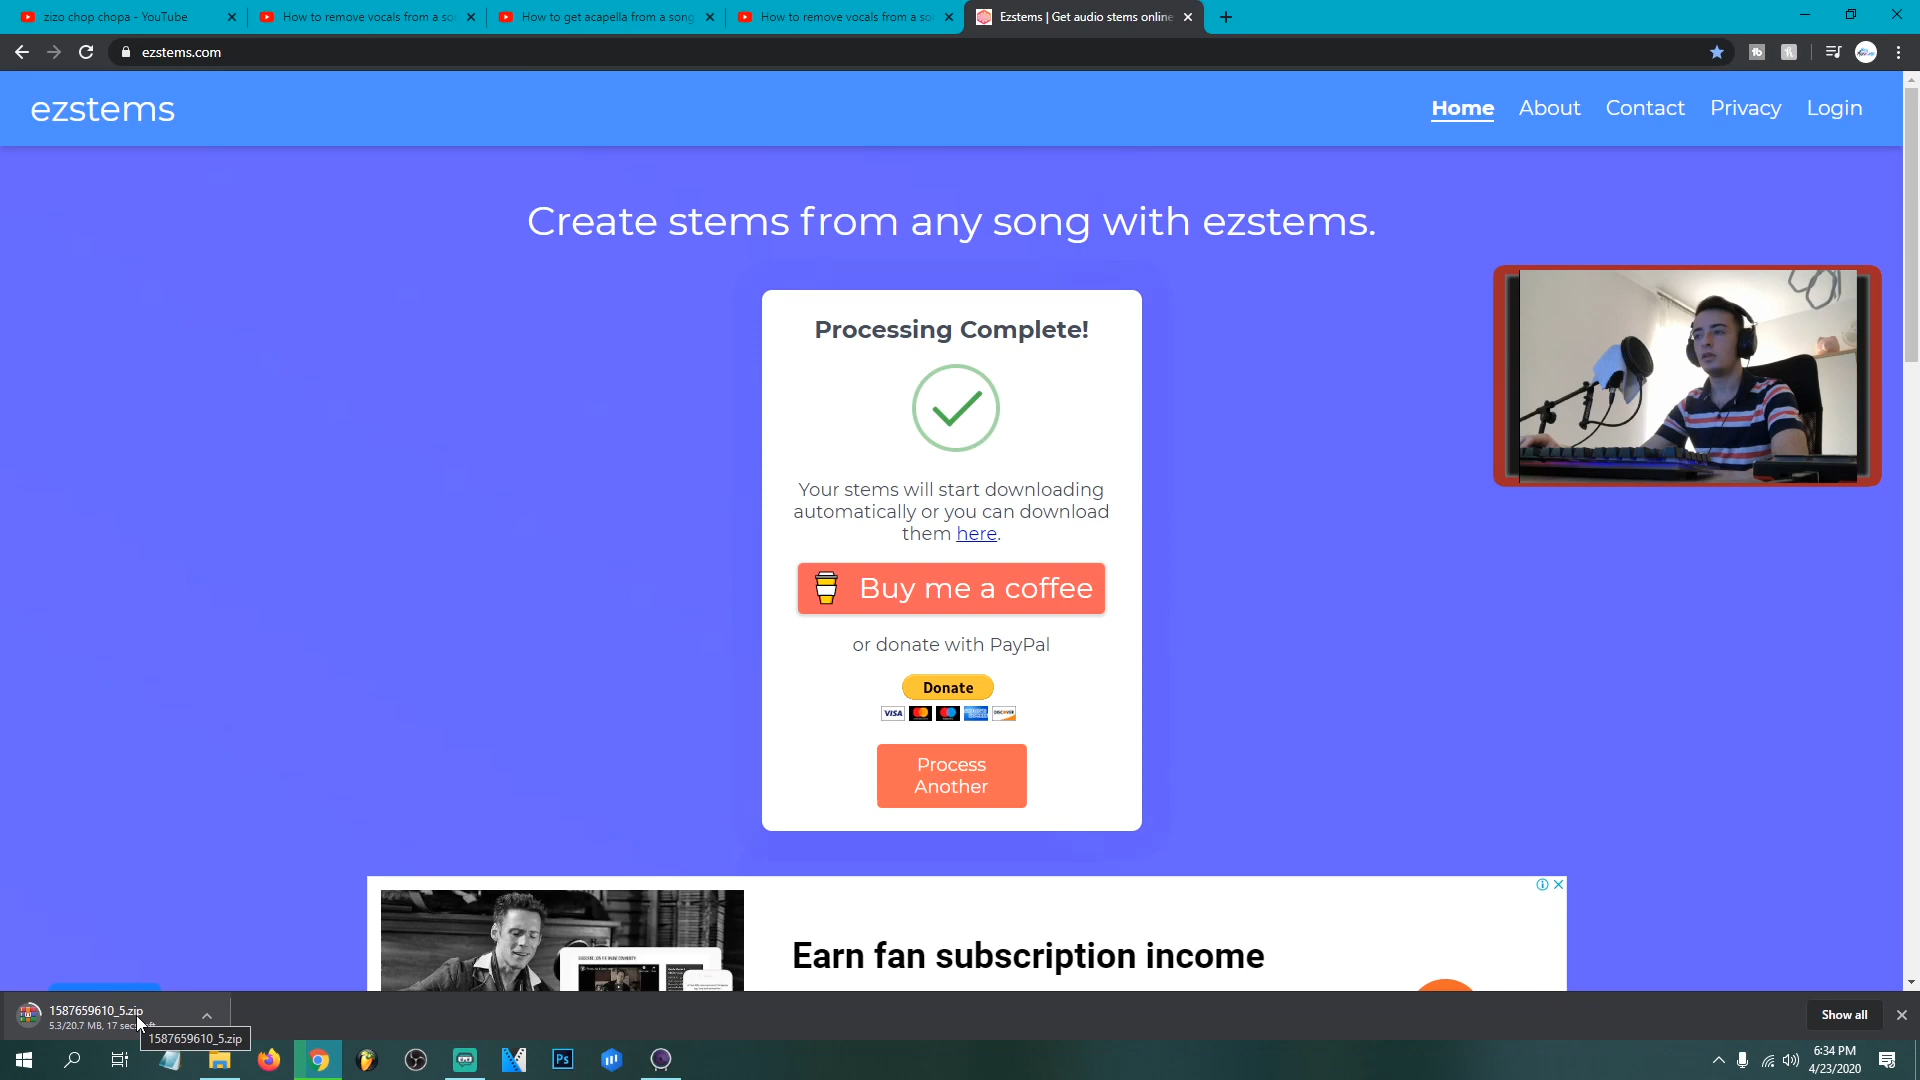 zizo chop chopa - YouTube
How to remove vocals from a so
How to get acapella from a song
How to remove vocals from a so
Ezstems | Get audio stems online
ezstems.com
ezstems
Home
About
Contact
Privacy
Login
Create stems from any song with ezstems.
Processing Complete!
Your stems will start downloading
automatically or you can download
them here.
Buy me a coffee
or donate with PayPal
Donate
VISA
DISCOVER
Process
Another
Earn fan subscription income
1587659610_5.zip
5.3/20.7 MB, 17 secs
1587659610_5.zip
Show all
Ps
6:34 PM
4/23/2020